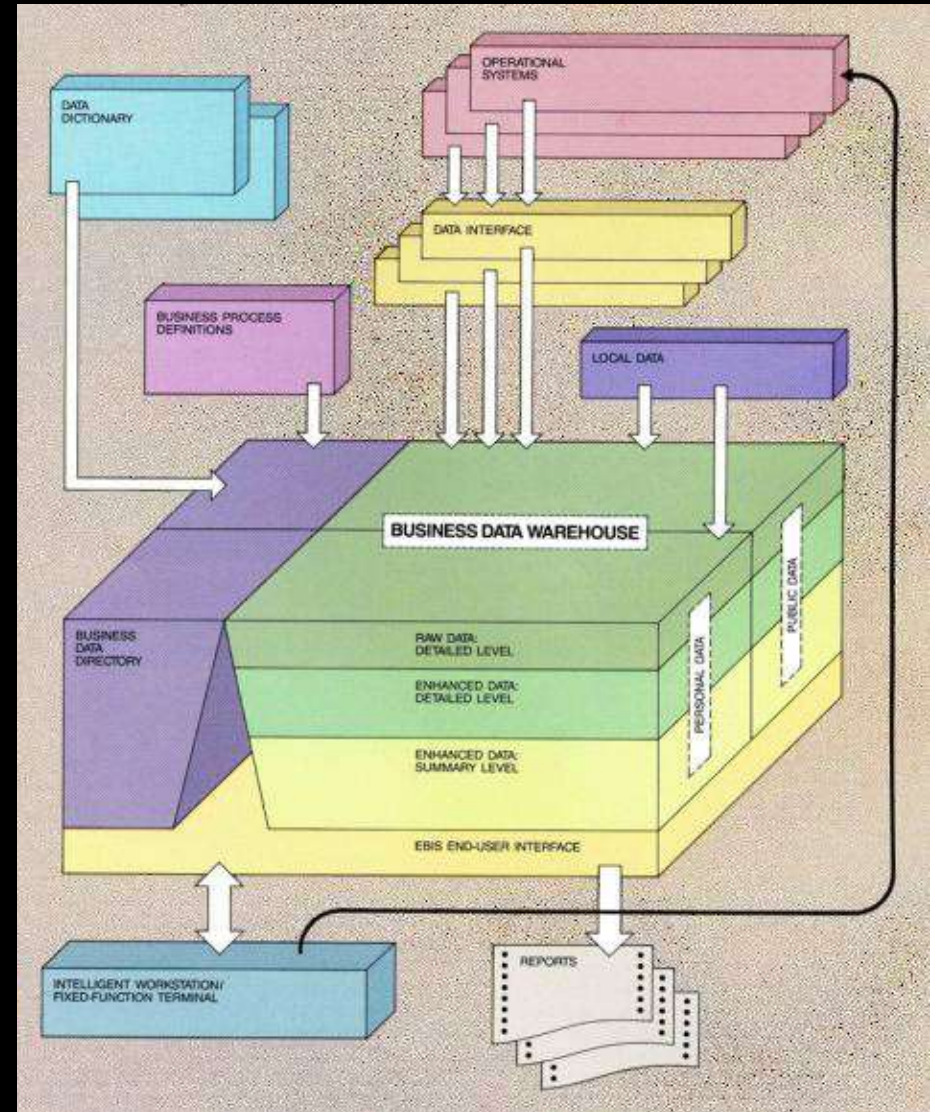 OPERATIONAL
SYSTEMS
DATA
DICTIONARY
DATA INTERFACE
BUSINESS PROCESS
DEFINITIONS
LOCAL DATA
BUSINESS DATA WAREHOUSE
PUBLIC DATA
PERSONAL DATA
BUSINESS
DATA
DIRECTORY
RAW DATA:
DETAILED LEVEL
ENHANCED DATA:
DETAILED LEVEL
ENHANCED DATA:
SUMMARY LEVEL
EBIS END-USER INTERFACE
REPORTS
INTELLIGENT WORKSTATION/
FIXED-FUNCTION TERMINAL